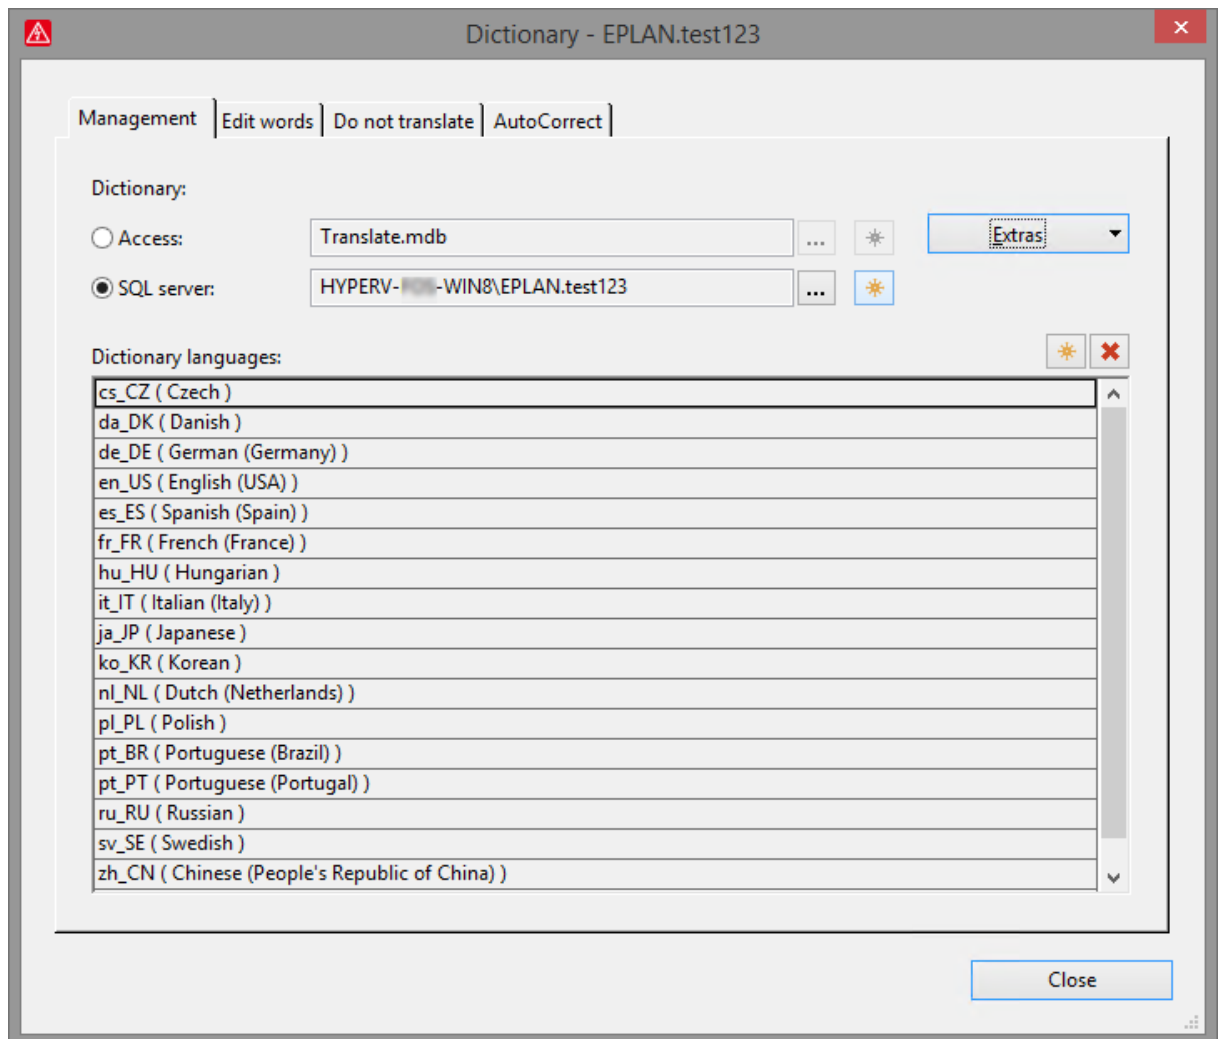 Dictionary - EPLAN.test123
Management Edit words Do not translate AutoCorrect
Dictionary:
Access: Translate.mdb ... Extras
SQL server: HYPERV- -WIN8\EPLAN.test123 ...
Dictionary languages:
cs_CZ ( Czech )
da_DK ( Danish )
de_DE ( German (Germany) )
en_US ( English (USA) )
es_ES ( Spanish (Spain) )
fr_FR ( French (France) )
hu_HU ( Hungarian )
it_IT ( Italian (Italy) )
ja_JP ( Japanese )
ko_KR ( Korean )
nl_NL ( Dutch (Netherlands) )
pl_PL ( Polish )
pt_BR ( Portuguese (Brazil) )
pt_PT ( Portuguese (Portugal) )
ru_RU ( Russian )
sv_SE ( Swedish )
zh_CN ( Chinese (People's Republic of China) )
Close